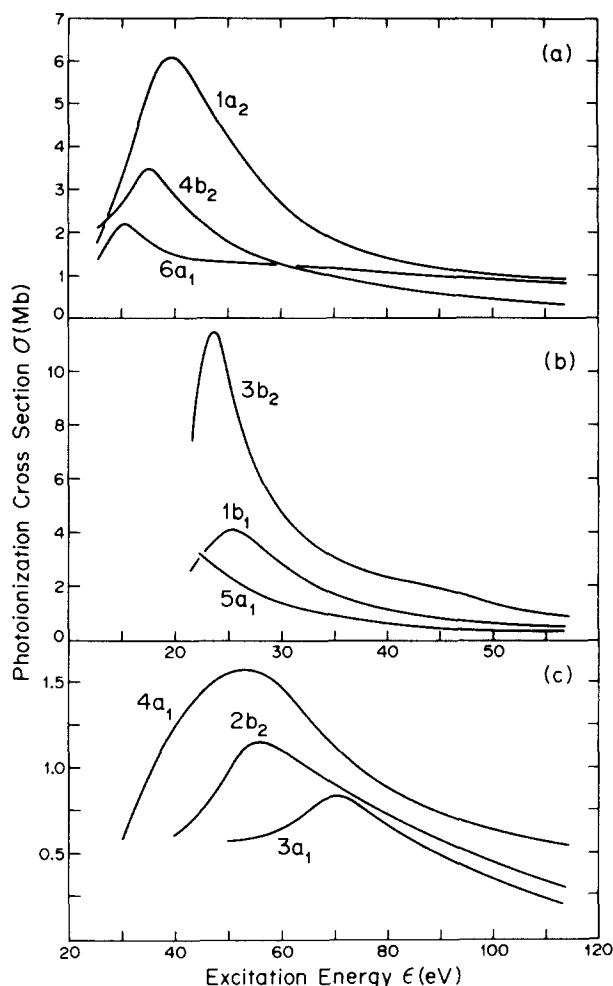 Photoionization Cross Section σ(Mb)
(a)
7
6
5
4
3
2
1
0
1a₂
4b₂
6a₁
(b)
10
8
6
4
2
0
3b₂
1b₁
5a₁
20 30 40 50
(c)
1.5
1.0
0.5
4a₁
2b₂
3a₁
20 40 60 80 100 120
Excitation Energy ε(eV)